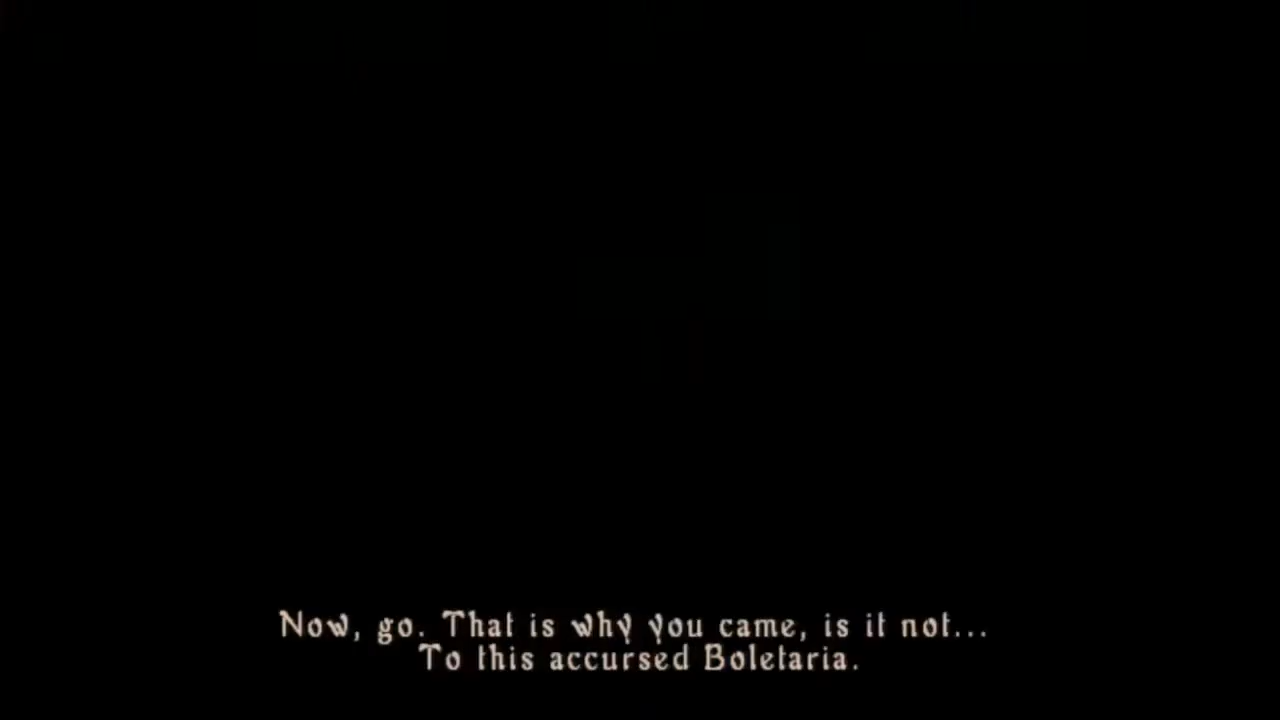 Now, go. That is why you came, is it not...
To this accursed Boletaria.